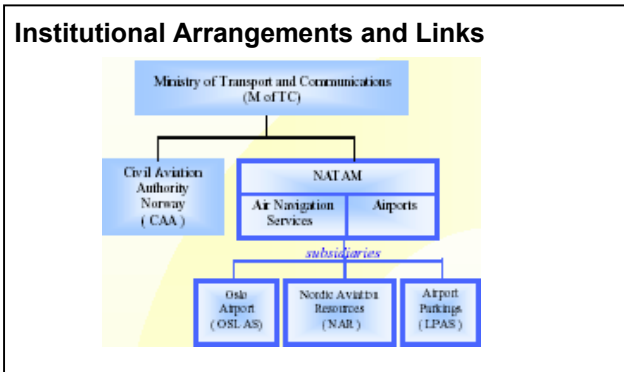 Institutional Arrangements and Links
Ministry of Transport and Communications
(M of TC)
Civil Aviation
Authority
Norway
( CAA )
NATAM
Air Navigation
Services
Airports
subsidiaries
Oslo
Airport
( OSL AS)
Nordic Aviation
Resources
( NAR )
Airport
Parkings
( LPAS )